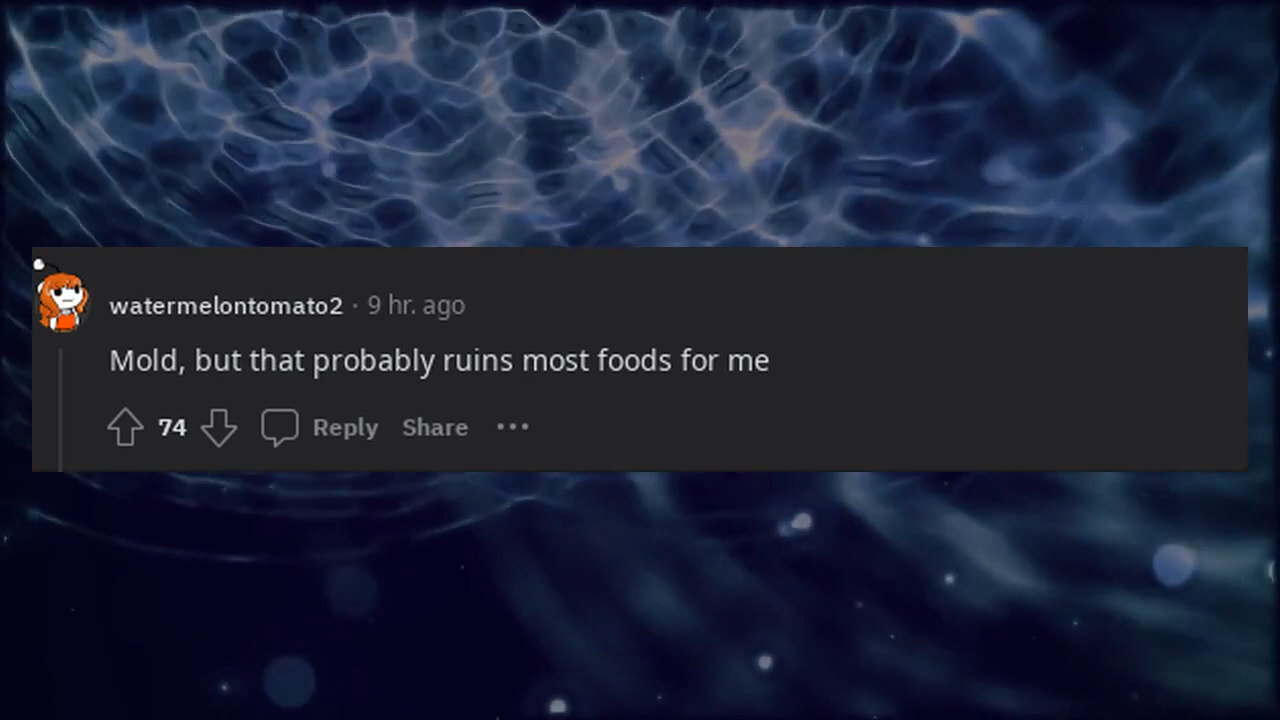 watermelontomato2 · 9 hr. ago
Mold, but that probably ruins most foods for me
74 Reply Share •••